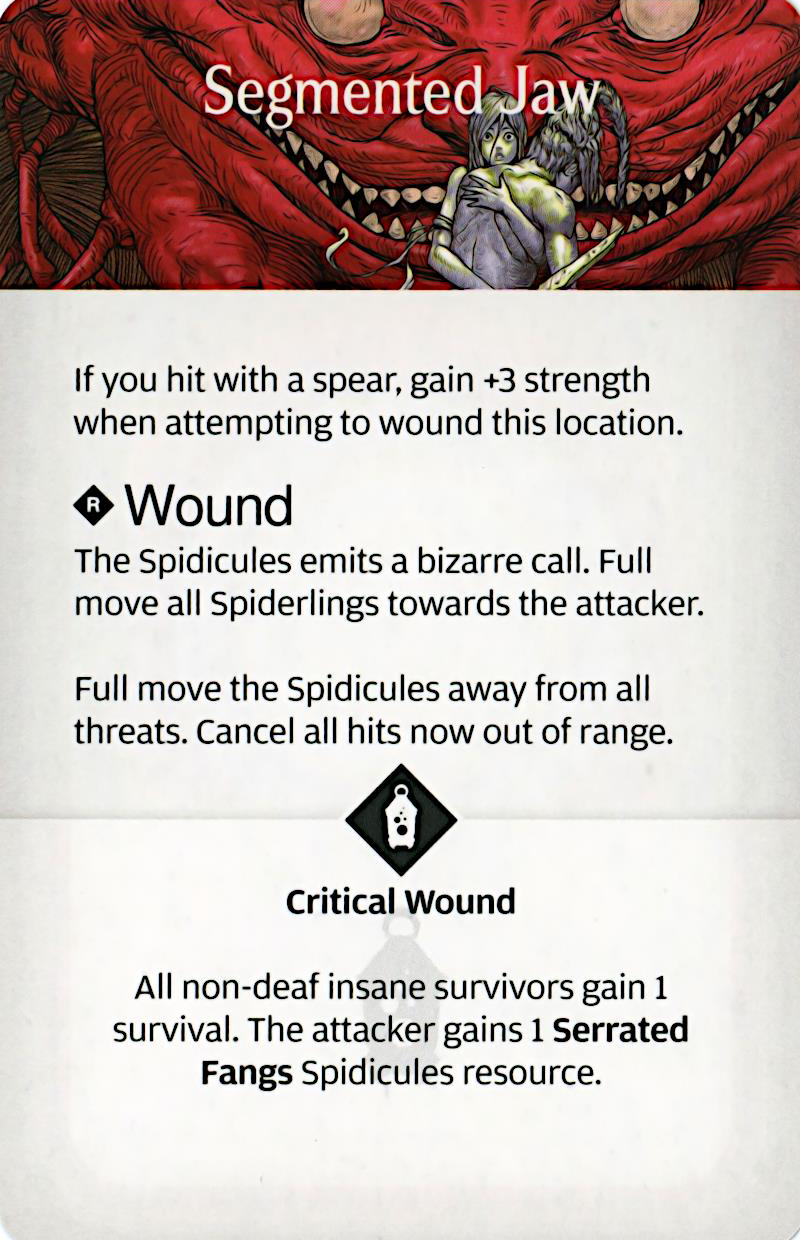 Segmented Jaw
If you hit with a spear, gain +3 strength
when attempting to wound this location.
R Wound
The Spidicules emits a bizarre call. Full
move all Spiderlings towards the attacker.
Full move the Spidicules away from all
threats. Cancel all hits now out of range.
Critical Wound
All non-deaf insane survivors gain 1
survival. The attacker gains 1 Serrated
Fangs Spidicules resource.